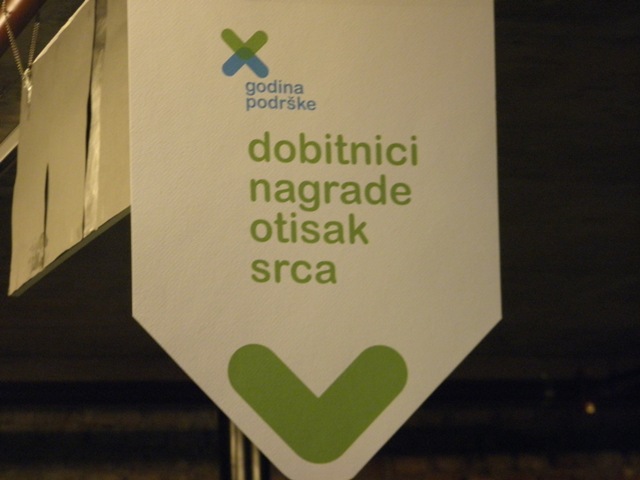 godina
podrške
dobitnici
nagrade
otisak
srca